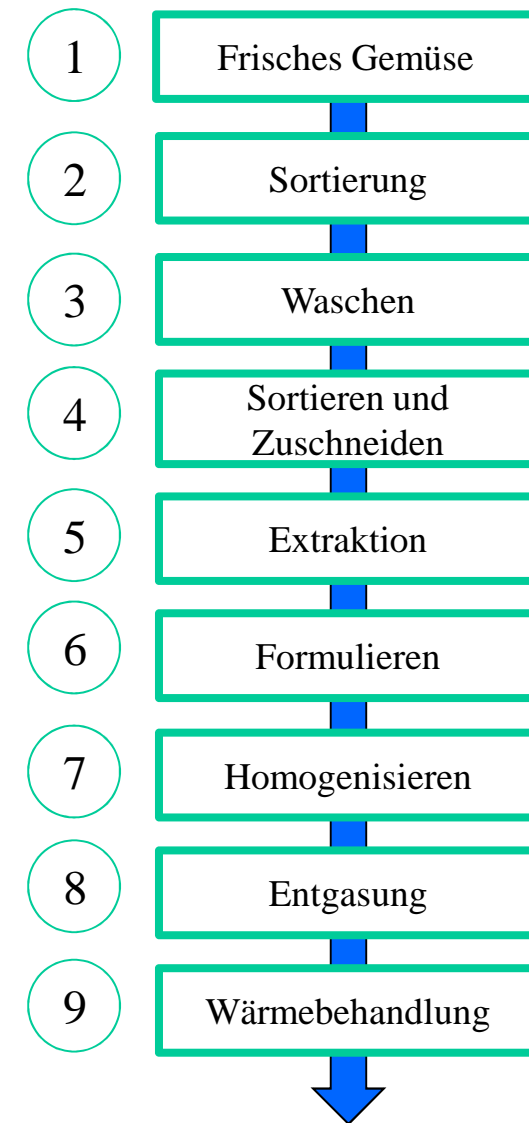 1
Frisches Gemüse
2
Sortierung
3
Waschen
4
Sortieren und
Zuschneiden
5
Extraktion
6
Formulieren
7
Homogenisieren
8
Entgasung
9
Wärmebehandlung